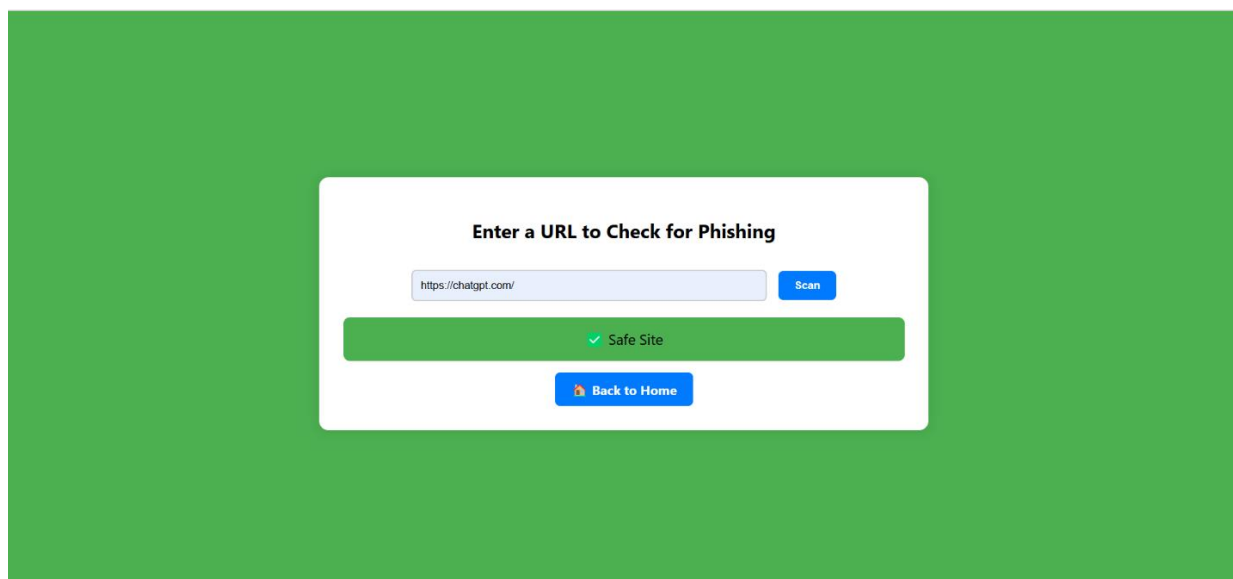 Enter a URL to Check for Phishing
https://chatgpt.com/
Scan
✅ Safe Site
🏠 Back to Home